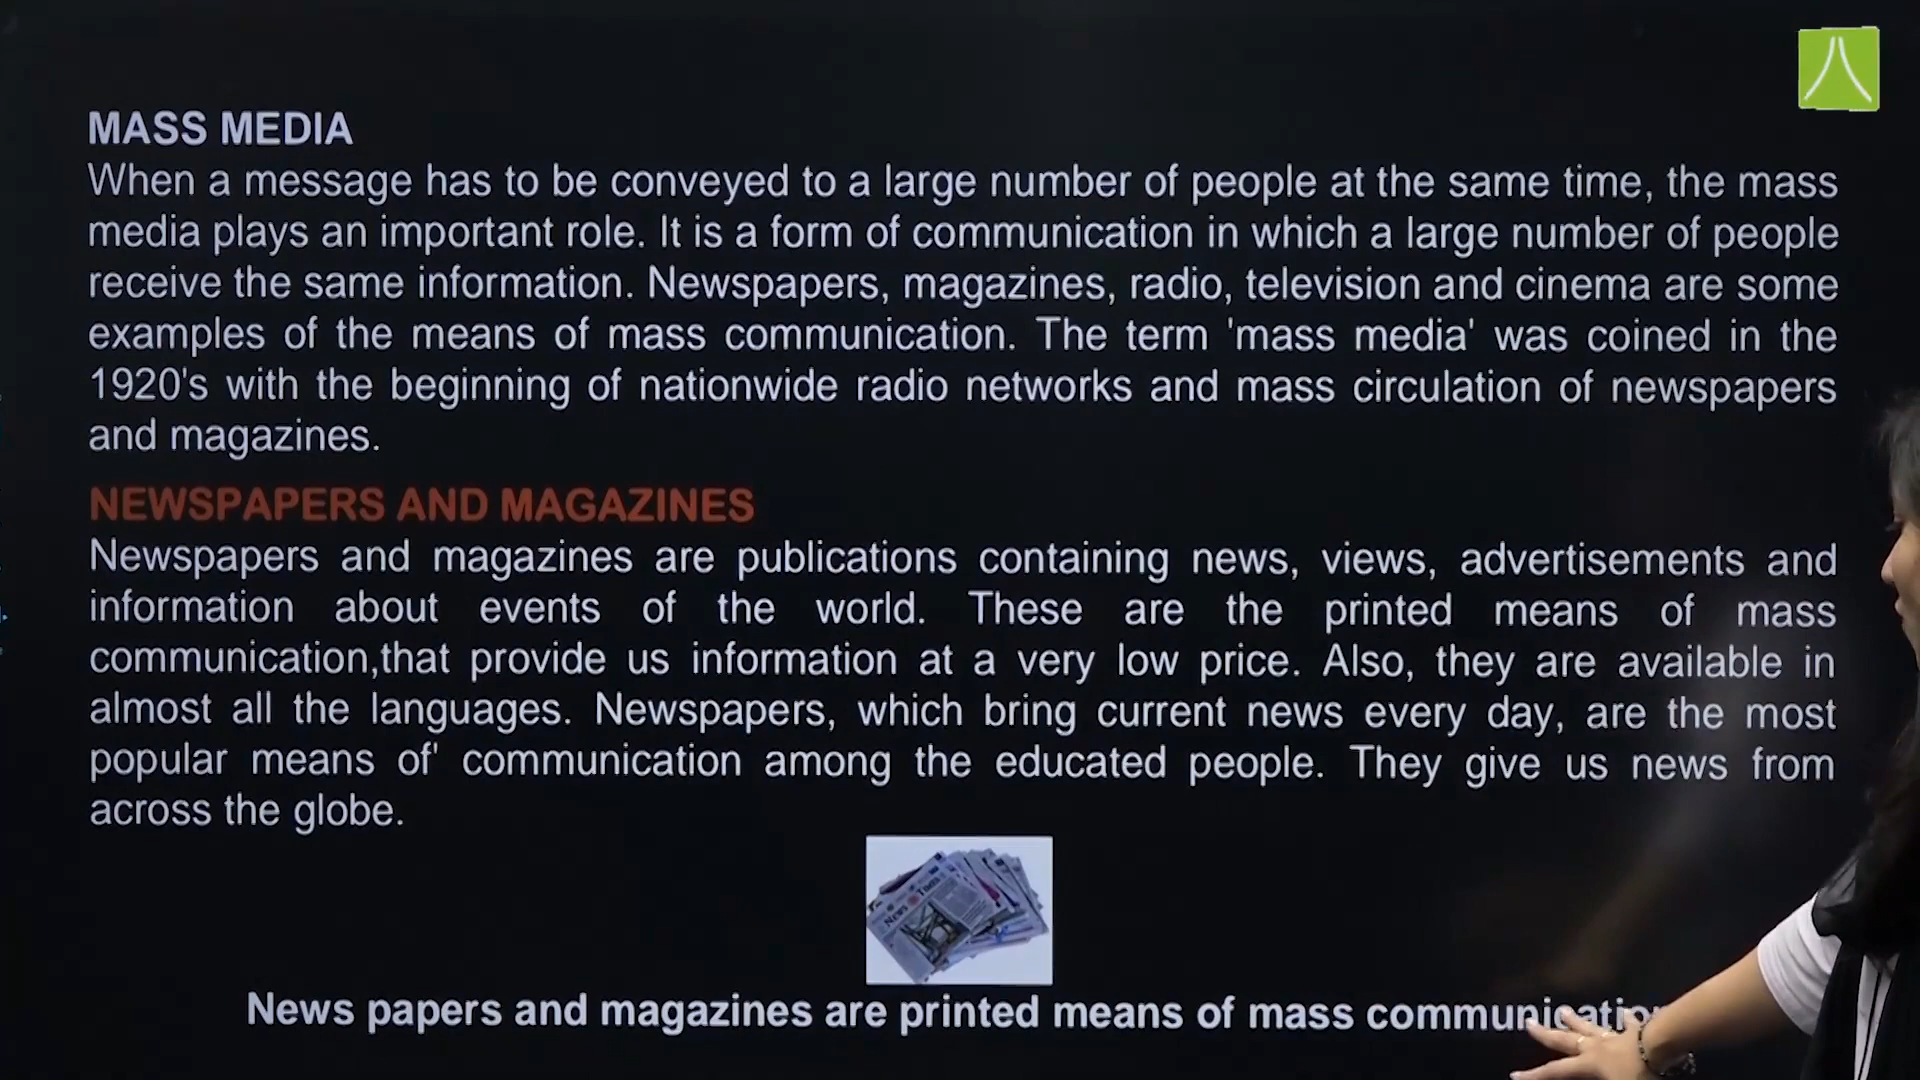 MASS MEDIA
When a message has to be conveyed to a large number of people at the same time, the mass
media plays an important role. It is a form of communication in which a large number of people
receive the same information. Newspapers, magazines, radio, television and cinema are some
examples of the means of mass communication. The term 'mass media' was coined in the
1920's with the beginning of nationwide radio networks and mass circulation of newspapers
and magazines.
NEWSPAPERS AND MAGAZINES
Newspapers and magazines are publications containing news, views, advertisements and
information about events of the world. These are the printed means of mass
communication,that provide us information at a very low price. Also, they are available in
almost all the languages. Newspapers, which bring current news every day, are the most
popular means of' communication among the educated people. They give us news from
across the globe.
News papers and magazines are printed means of mass communication